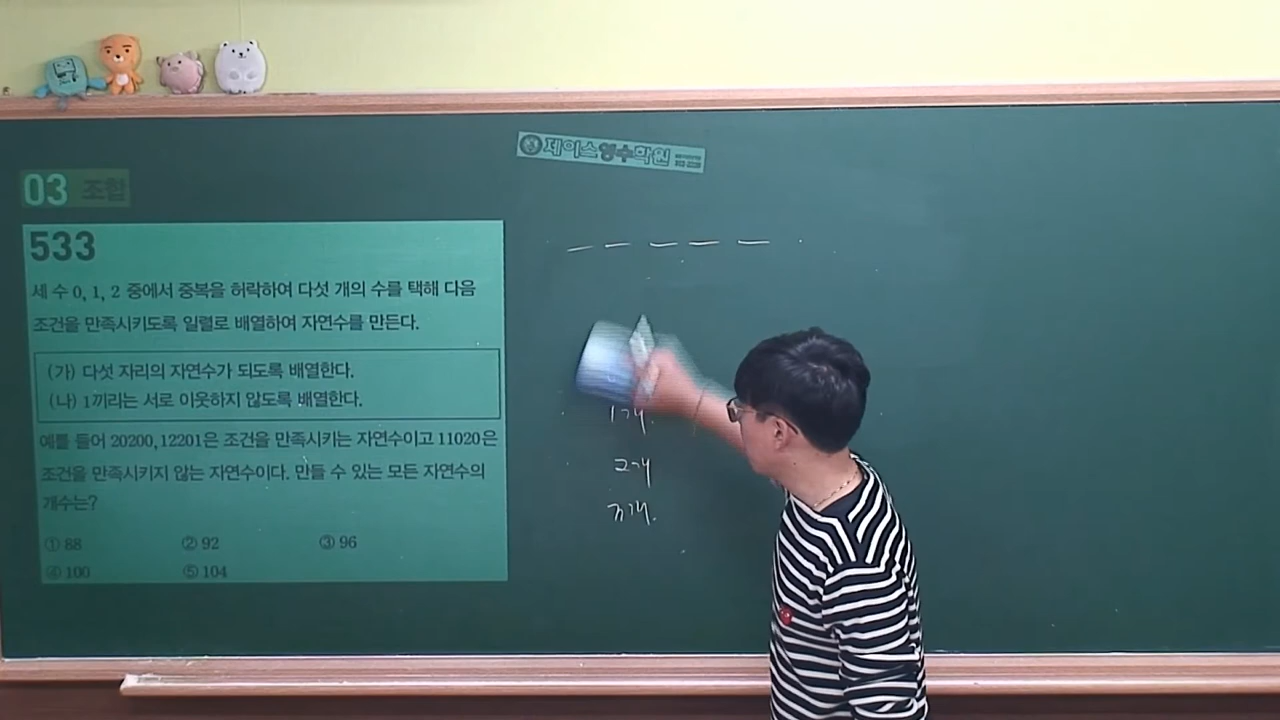 제이스영수학원
03 조합
533
세 수 0, 1, 2 중에서 중복을 허락하여 다섯 개의 수를 택해 다음
조건을 만족시키도록 일렬로 배열하여 자연수를 만든다.
(가) 다섯 자리의 자연수가 되도록 배열한다.
(나) 1끼리는 서로 이웃하지 않도록 배열한다.
예를 들어 20200, 12201은 조건을 만족시키는 자연수이고 11020은
조건을 만족시키지 않는 자연수이다. 만들 수 있는 모든 자연수의
개수는?
① 88 ② 92 ③ 96
④ 100 ⑤ 104
1개.
2개
3개.